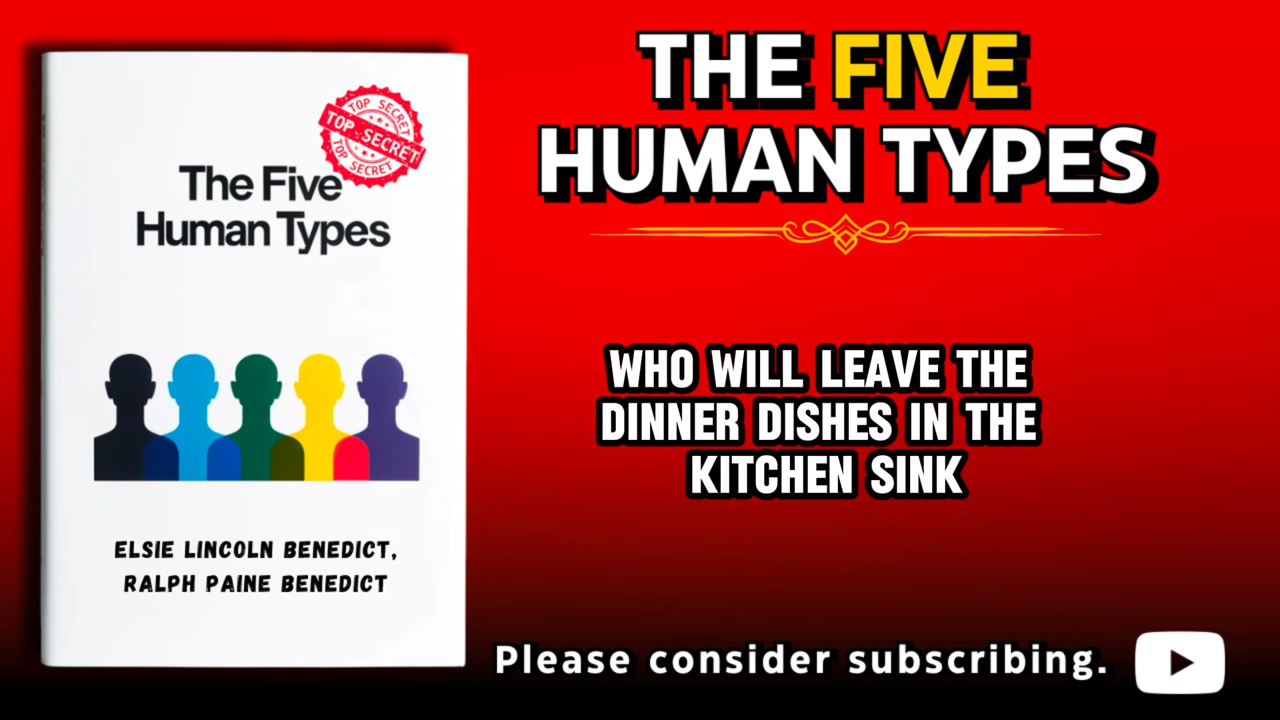 TOP SECRET
TOP SECRET
TOP SECRET
The Five
Human Types
ELSIE LINCOLN BENEDICT,
RALPH PAINE BENEDICT
THE FIVE
HUMAN TYPES
WHO WILL LEAVE THE
DINNER DISHES IN THE
KITCHEN SINK
Please consider subscribing.